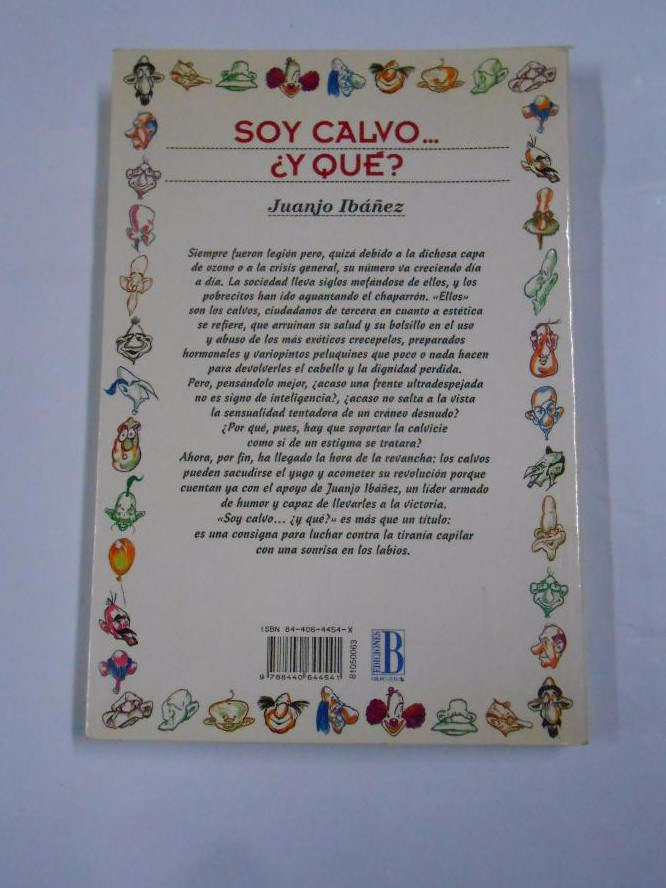 SOY CALVO...
¿Y QUÉ?
Juanjo Ibáñez
Siempre fueron legión pero, quizá debido a la dichosa capa
de ozono o a la crisis general, su número va creciendo día
a día. La sociedad lleva siglos mofándose de ellos, y los
pobrecitos han ido aguantando el chaparrón. «Ellos»
son los calvos, ciudadanos de tercera en cuanto a estética
se refiere, que arruinan su salud y su bolsillo en el uso
y abuso de los más exóticos crecepelos, preparados
hormonales y variopintos peluquines que poco o nada hacen
para devolverles el cabello y la dignidad perdida.
Pero, pensándolo mejor, ¿acaso una frente ultradespejada
no es signo de inteligencia?, ¿acaso no salta a la vista
la sensualidad tentadora de un cráneo desnudo?
¿Por qué, pues, hay que soportar la calvicie
como si de un estigma se tratara?
Ahora, por fin, ha llegado la hora de la revancha: los calvos
pueden sacudirse el yugo y acometer su revolución porque
cuentan ya con el apoyo de Juanjo Ibáñez, un líder armado
de humor y capaz de llevarles a la victoria.
«Soy calvo... ¿y qué?» es más que un título:
es una consigna para luchar contra la tiranía capilar
con una sonrisa en los labios.
ISBN 84-406-4454-X
9 788440 644541
81050063
EDICIONES
B